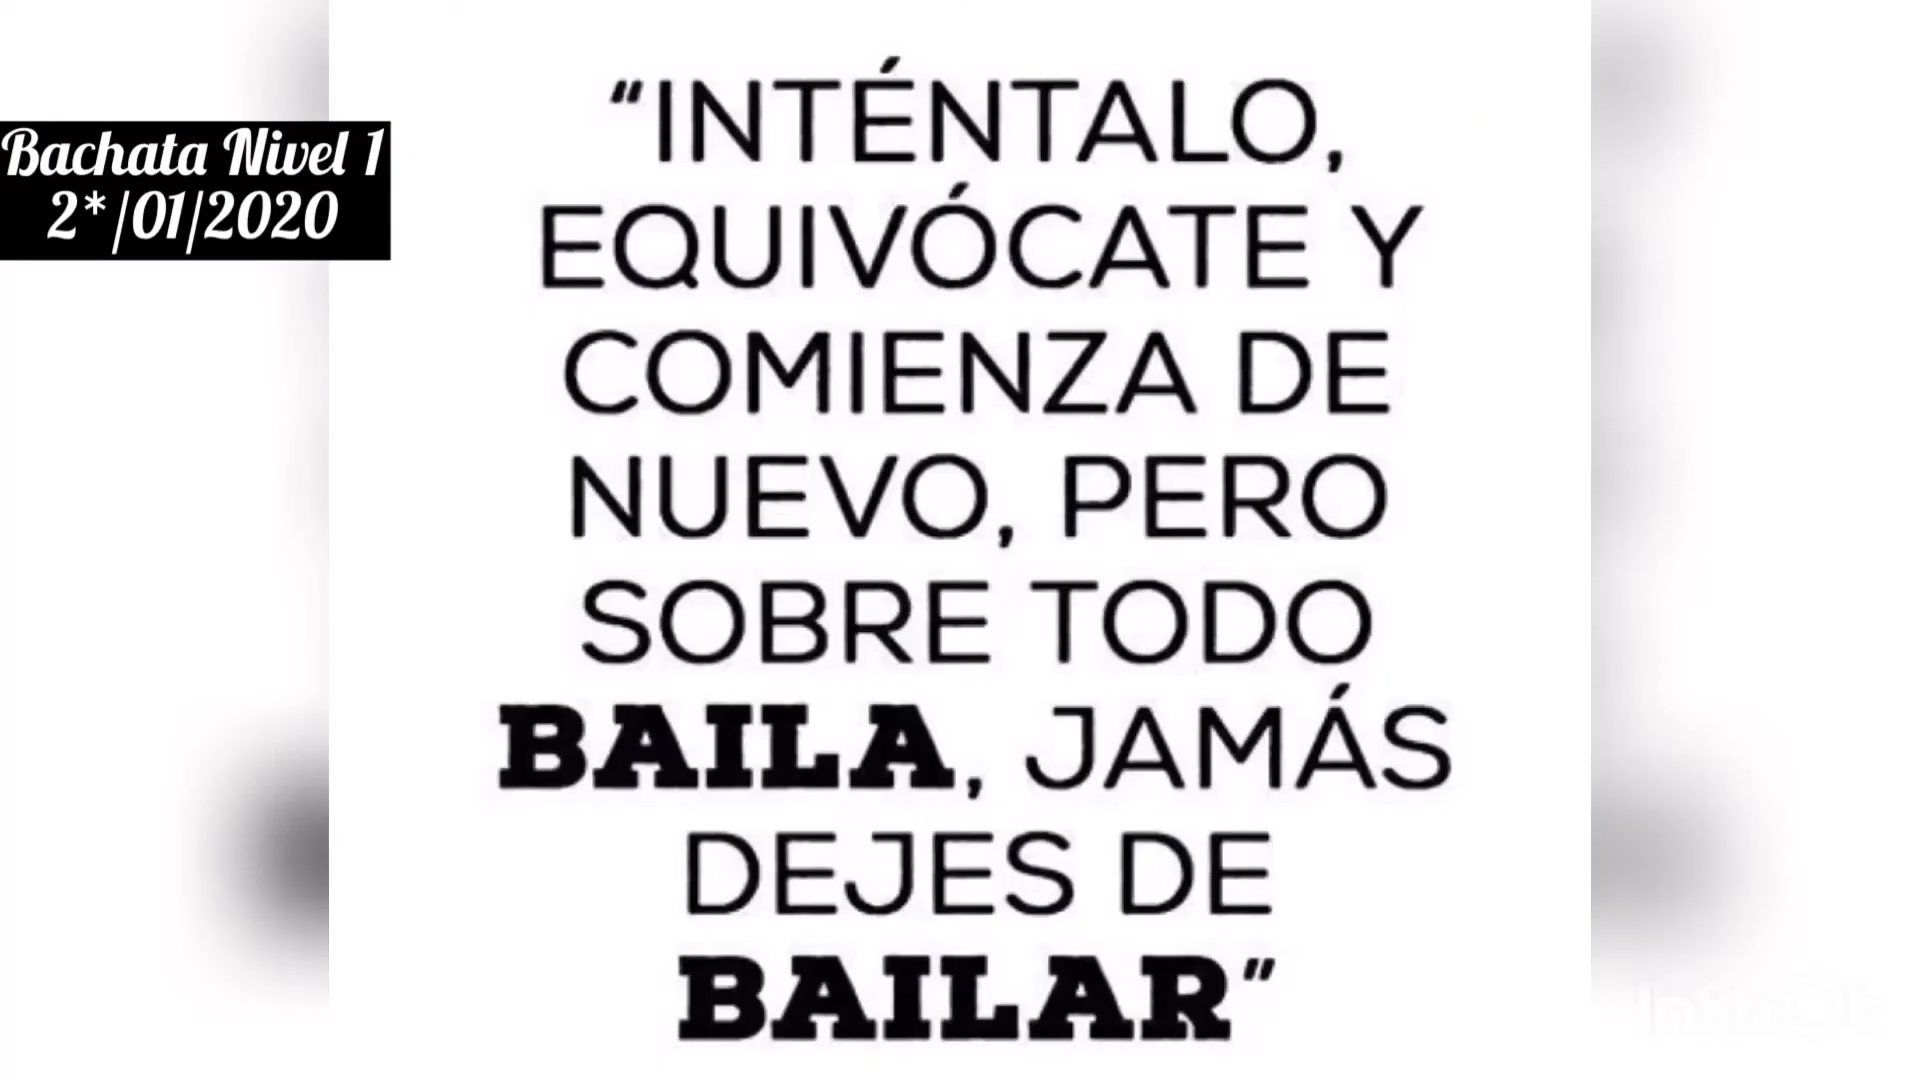 Bachata Nivel 1
2*/01/2020
“INTÉNTALO,
EQUIVÓCATE Y
COMIENZA DE
NUEVO, PERO
SOBRE TODO
BAILA, JAMÁS
DEJES DE
BAILAR”
InShOt